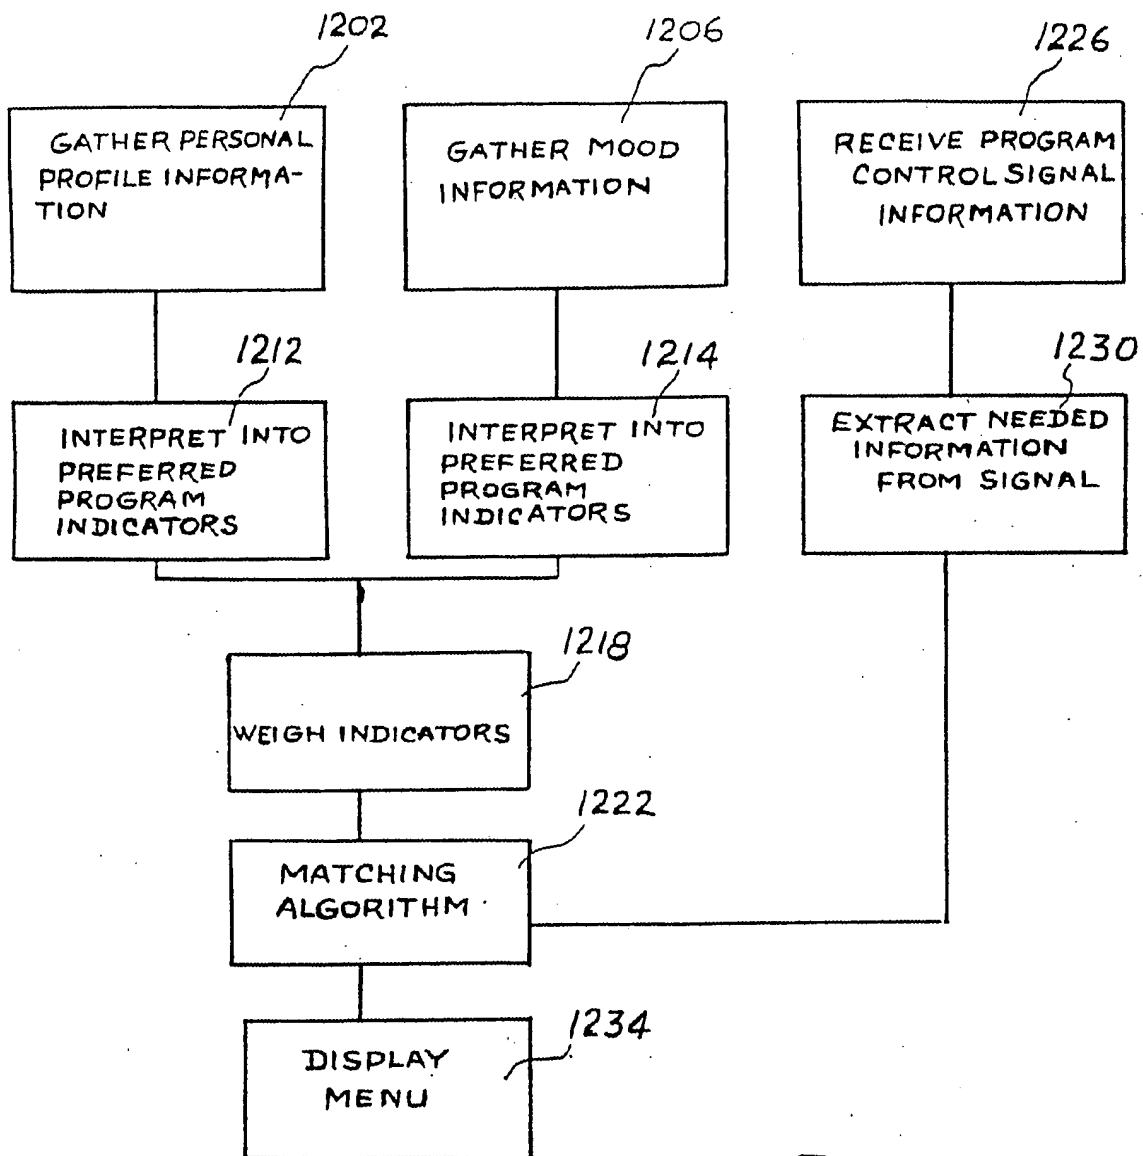 1202
GATHER PERSONAL
PROFILE INFORMA-
TION
1206
GATHER MOOD
INFORMATION
1226
RECEIVE PROGRAM
CONTROL SIGNAL
INFORMATION
1212
INTERPRET INTO
PREFERRED
PROGRAM
INDICATORS
1214
INTERPRET INTO
PREFERRED
PROGRAM
INDICATORS
1230
EXTRACT NEEDED
INFORMATION
FROM SIGNAL
1218
WEIGH INDICATORS
1222
MATCHING
ALGORITHM
1234
DISPLAY
MENU